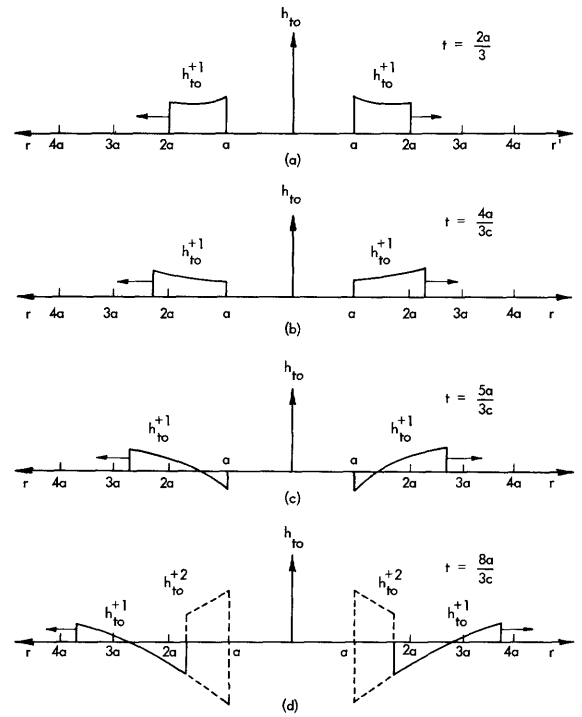 h_to
t = 2a/3
h_to^+1 h_to^+1
r 4a 3a 2a a a 2a 3a 4a r'
(a)
h_to
t = 4a/3c
h_to^+1 h_to^+1
r 4a 3a 2a a a 2a 3a 4a r
(b)
h_to
t = 5a/3c
h_to^+1 h_to^+1
a a
r 4a 3a 2a 2a 3a 4a r
(c)
h_to
t = 8a/3c
h_to^+2 h_to^+2
h_to^+1 h_to^+1
r 4a 3a 2a a a 2a 3a 4a r
(d)